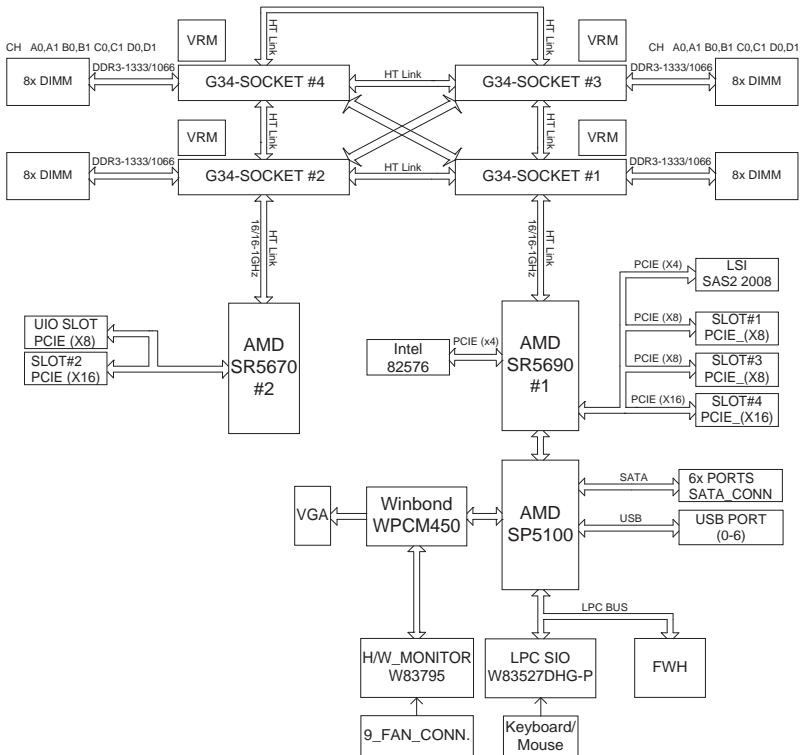 HT Link
CH A0,A1 B0,B1 C0,C1 D0,D1
VRM
VRM
CH A0,A1 B0,B1 C0,C1 D0,D1
8x DIMM
DDR3-1333/1066
G34-SOCKET #4
HT Link
G34-SOCKET #3
DDR3-1333/1066
8x DIMM
HT Link
HT Link
HT Link
VRM
VRM
8x DIMM
DDR3-1333/1066
G34-SOCKET #2
HT Link
G34-SOCKET #1
DDR3-1333/1066
8x DIMM
HT Link
16/16-1GHz
HT Link
16/16-1GHz
PCIE (X4)
LSI
SAS2 2008
UIO SLOT
PCIE (X8)
SLOT#2
PCIE (X16)
AMD
SR5670
#2
Intel
82576
PCIE (x4)
AMD
SR5690
#1
PCIE (X8)
SLOT#1
PCIE_(X8)
PCIE (X8)
SLOT#3
PCIE_(X8)
PCIE (X16)
SLOT#4
PCIE_(X16)
VGA
Winbond
WPCM450
AMD
SP5100
SATA
6x PORTS
SATA_CONN
USB
USB PORT
(0-6)
LPC BUS
H/W_MONITOR
W83795
LPC SIO
W83527DHG-P
FWH
9_FAN_CONN.
Keyboard/
Mouse